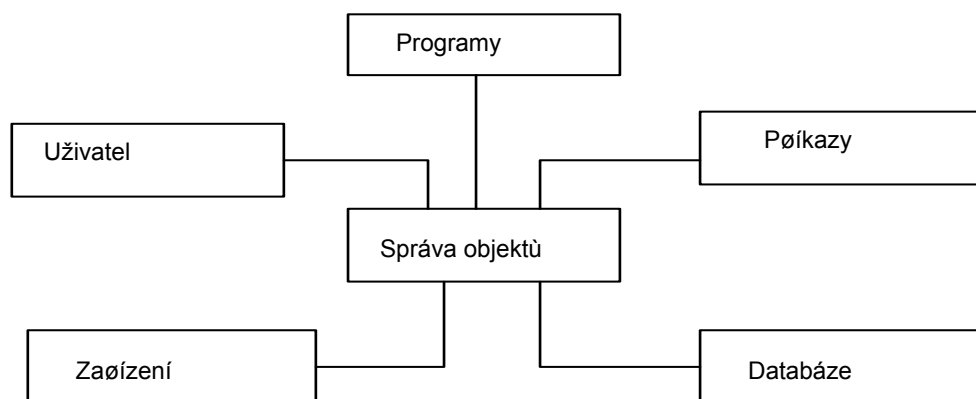 Programy
Uživatel
Pøíkazy
Správa objektù
Zaøízení
Databáze